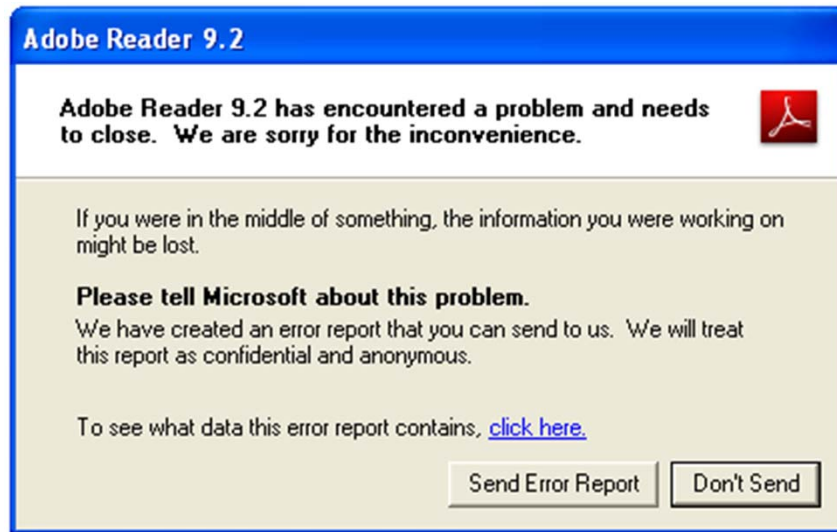 Adobe Reader 9.2
Adobe Reader 9.2 has encountered a problem and needs
to close.  We are sorry for the inconvenience.
If you were in the middle of something, the information you were working on
might be lost.
Please tell Microsoft about this problem.
We have created an error report that you can send to us.  We will treat
this report as confidential and anonymous.
To see what data this error report contains, click here.
Send Error Report
Don't Send